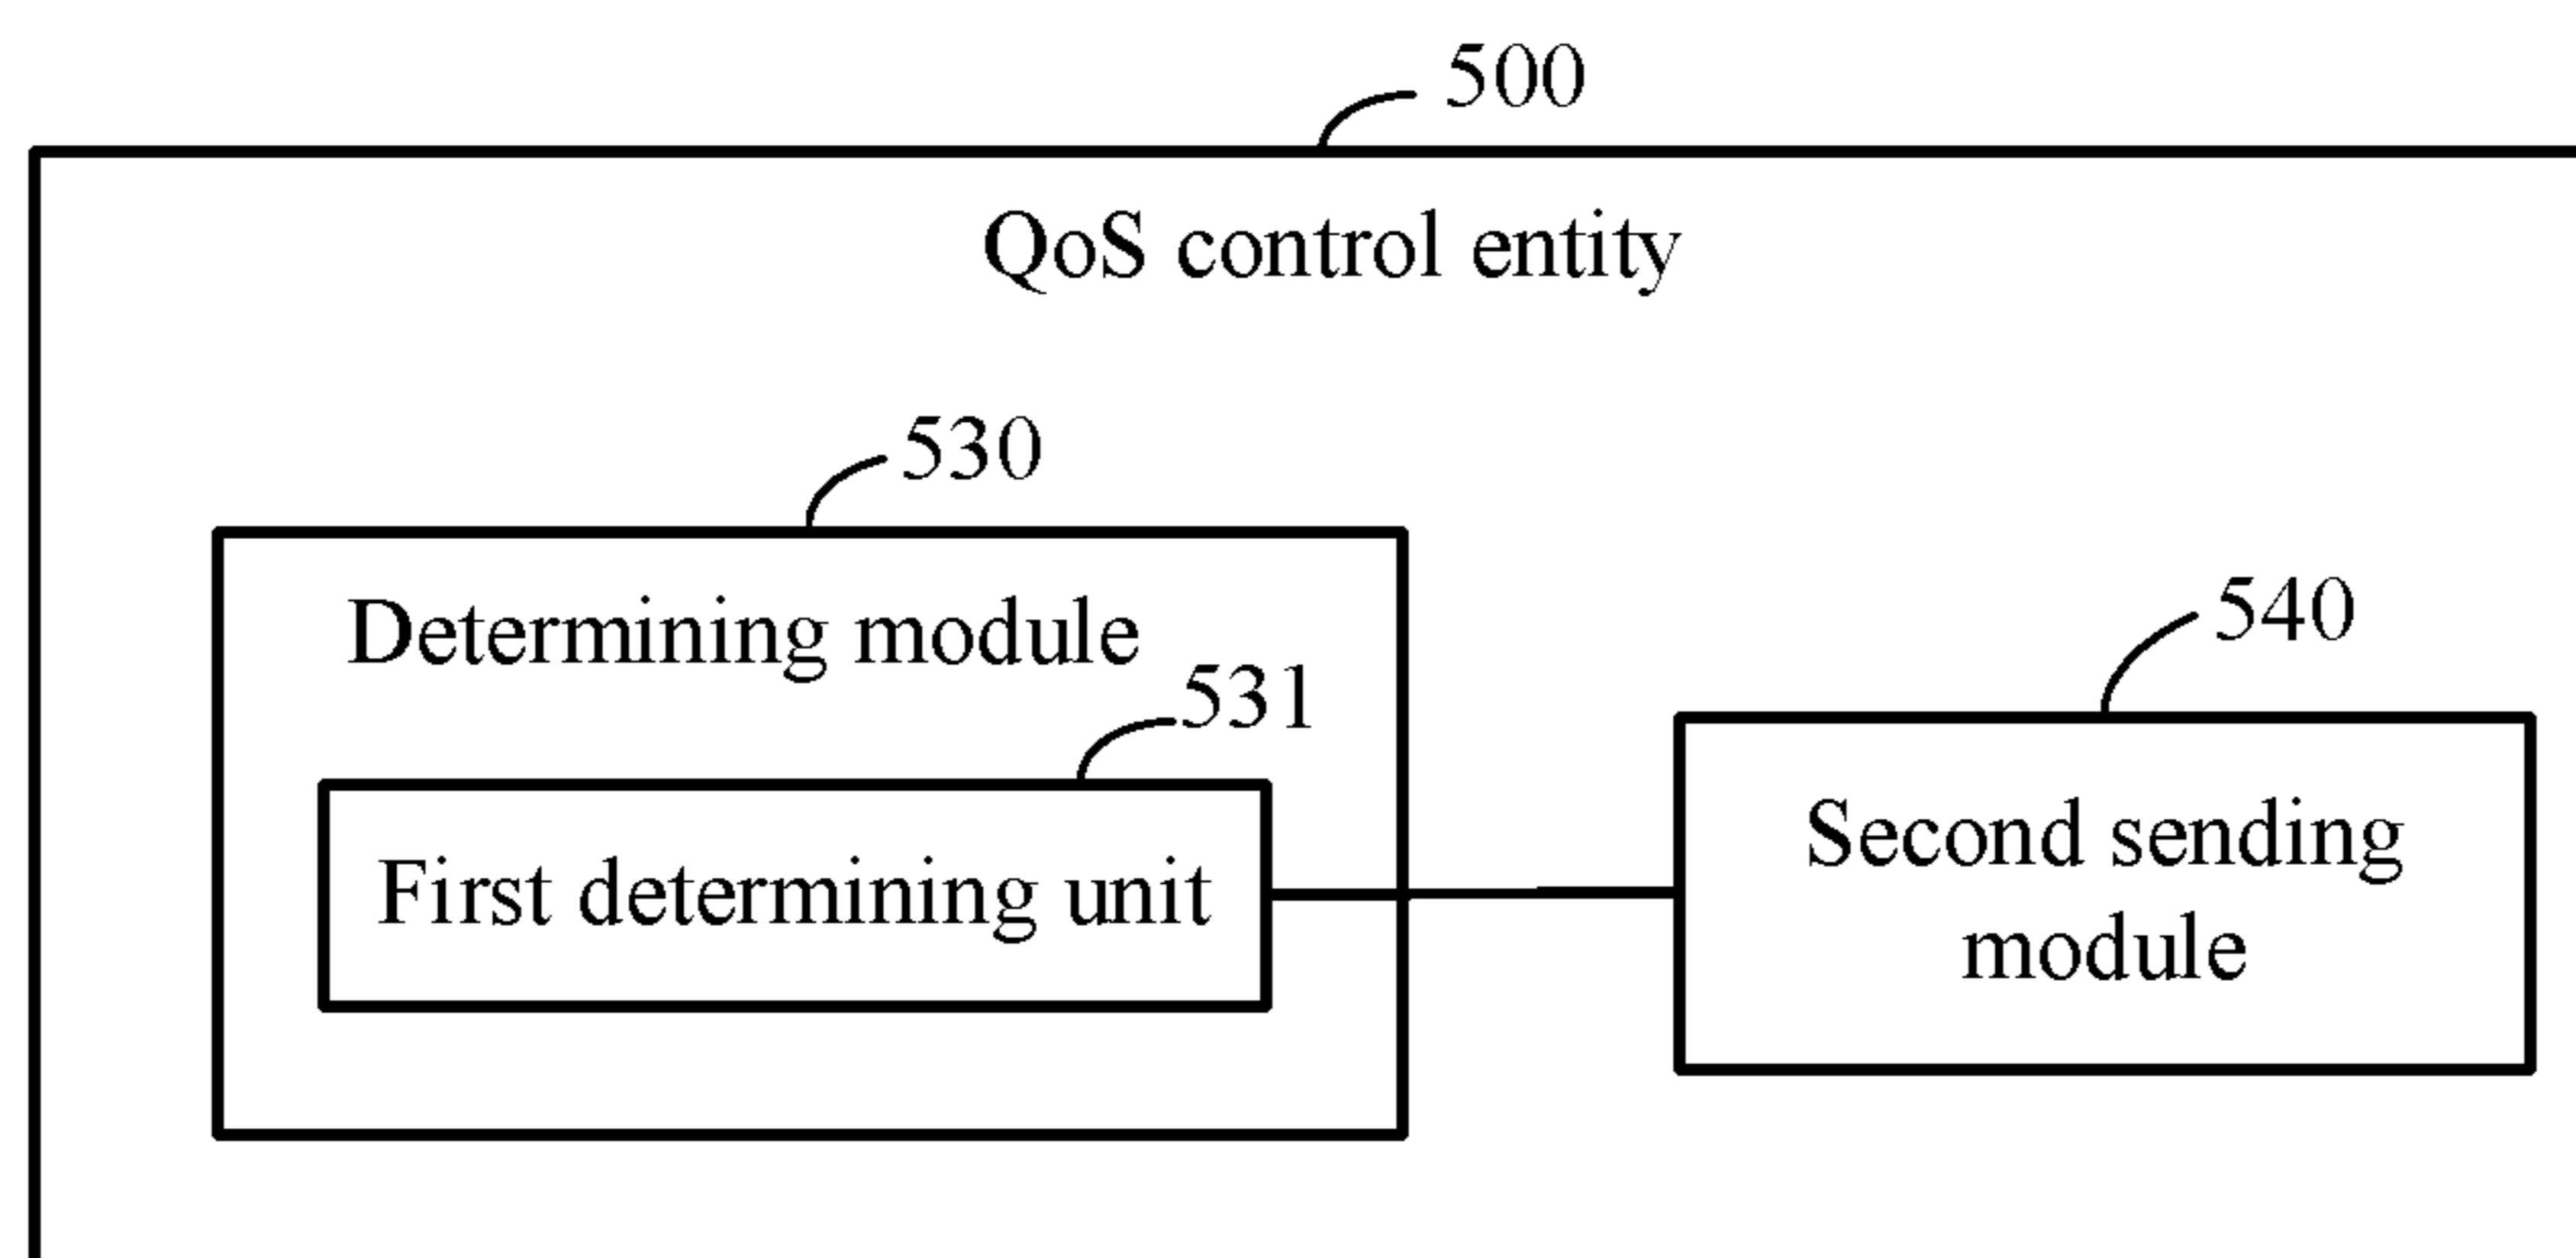 500
QoS control entity
530
Determining module
531
First determining unit
540
Second sending
module